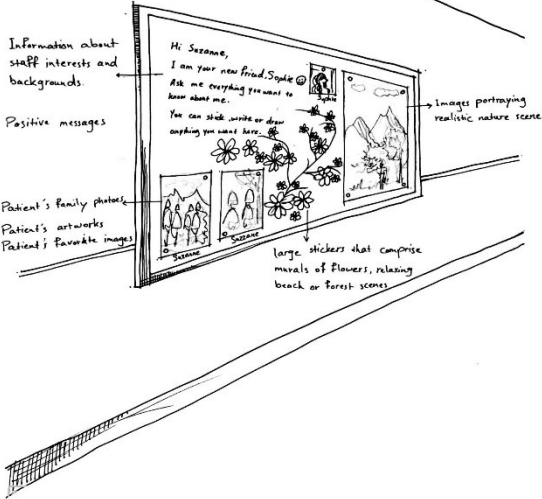 Information about
staff interests and
backgrounds.
Positive messages
Patient's family photoes
Patient's artworks
Patient's favorite images
Hi Suzanne,
I am your new friend, Sophie
Ask me everything you want to
know about me.
You can stick, write or draw
anything you want here.
Sophie
Suzanne
Suzzane
Images portraying
realistic nature scene
large stickers that comprise
murals of flowers, relaxing
beach or forest scenes